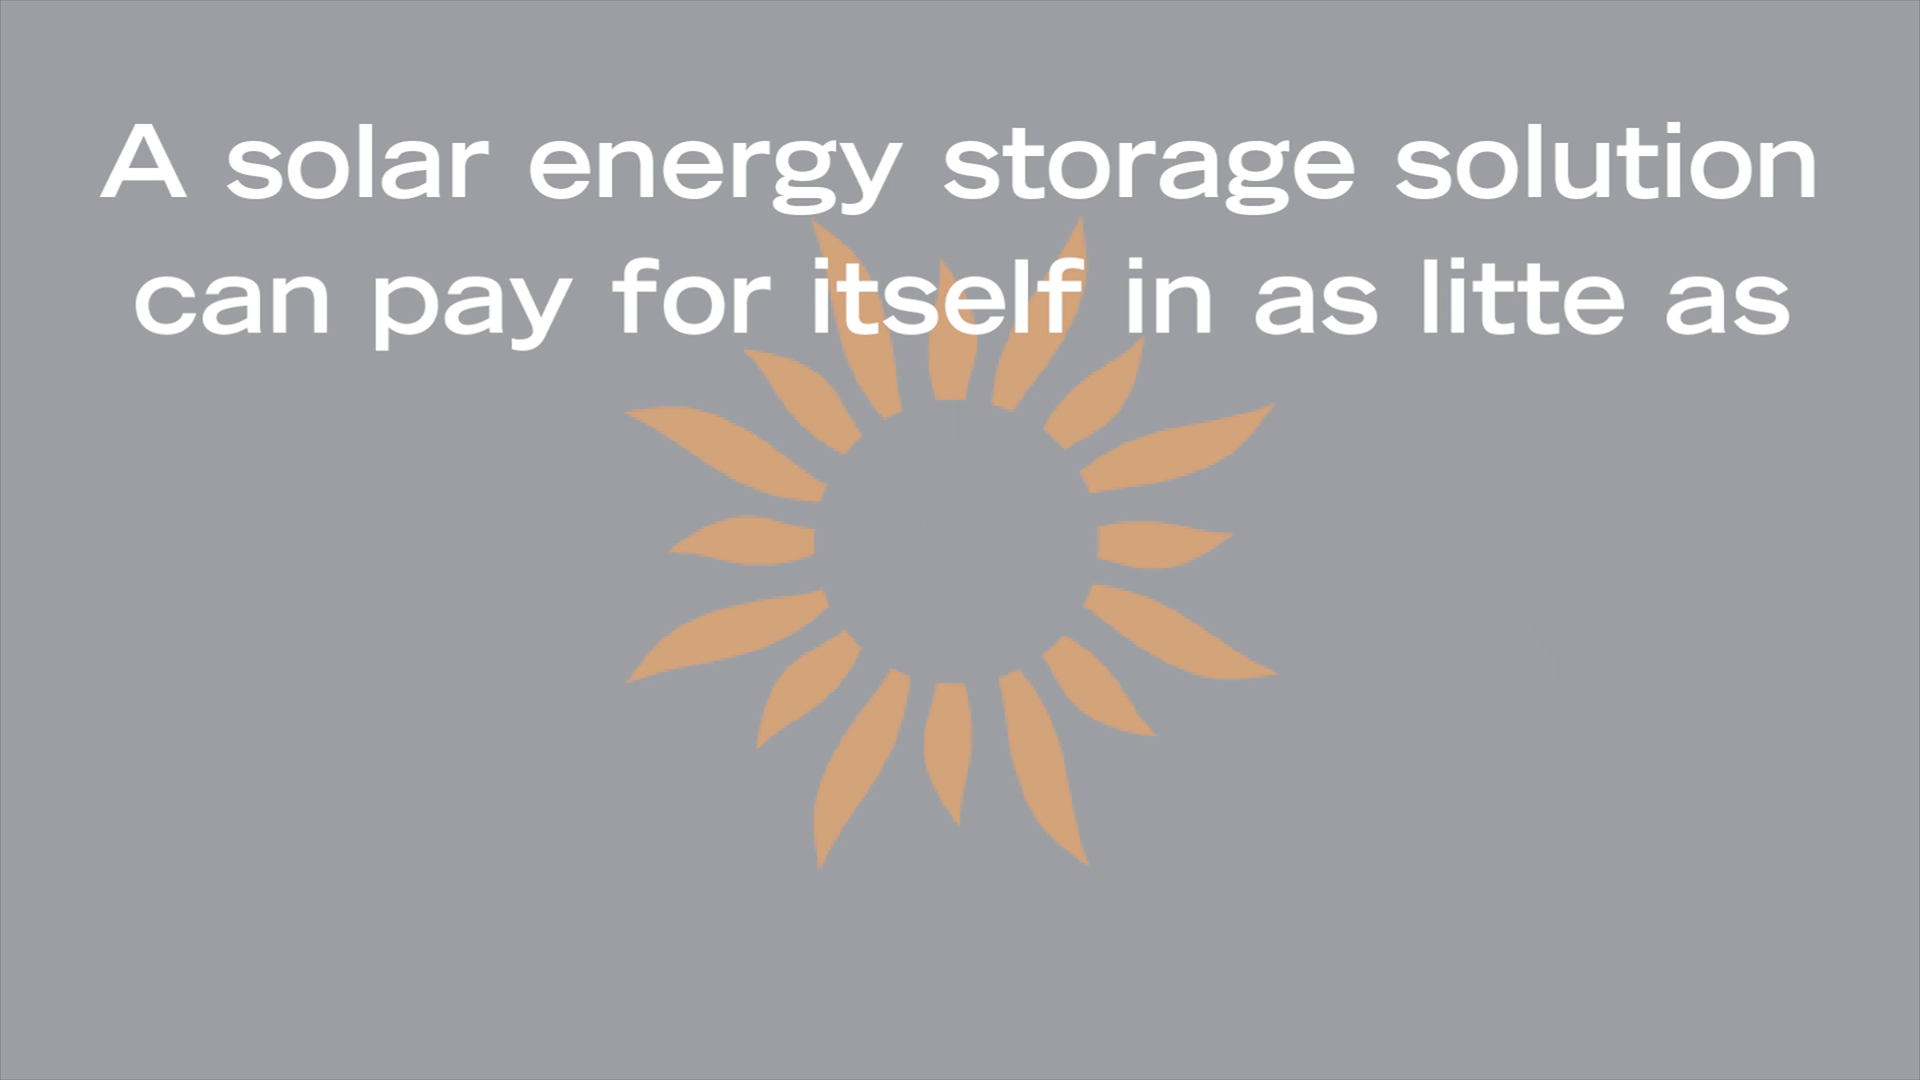 A solar energy storage solution
can pay for itself in as litte as